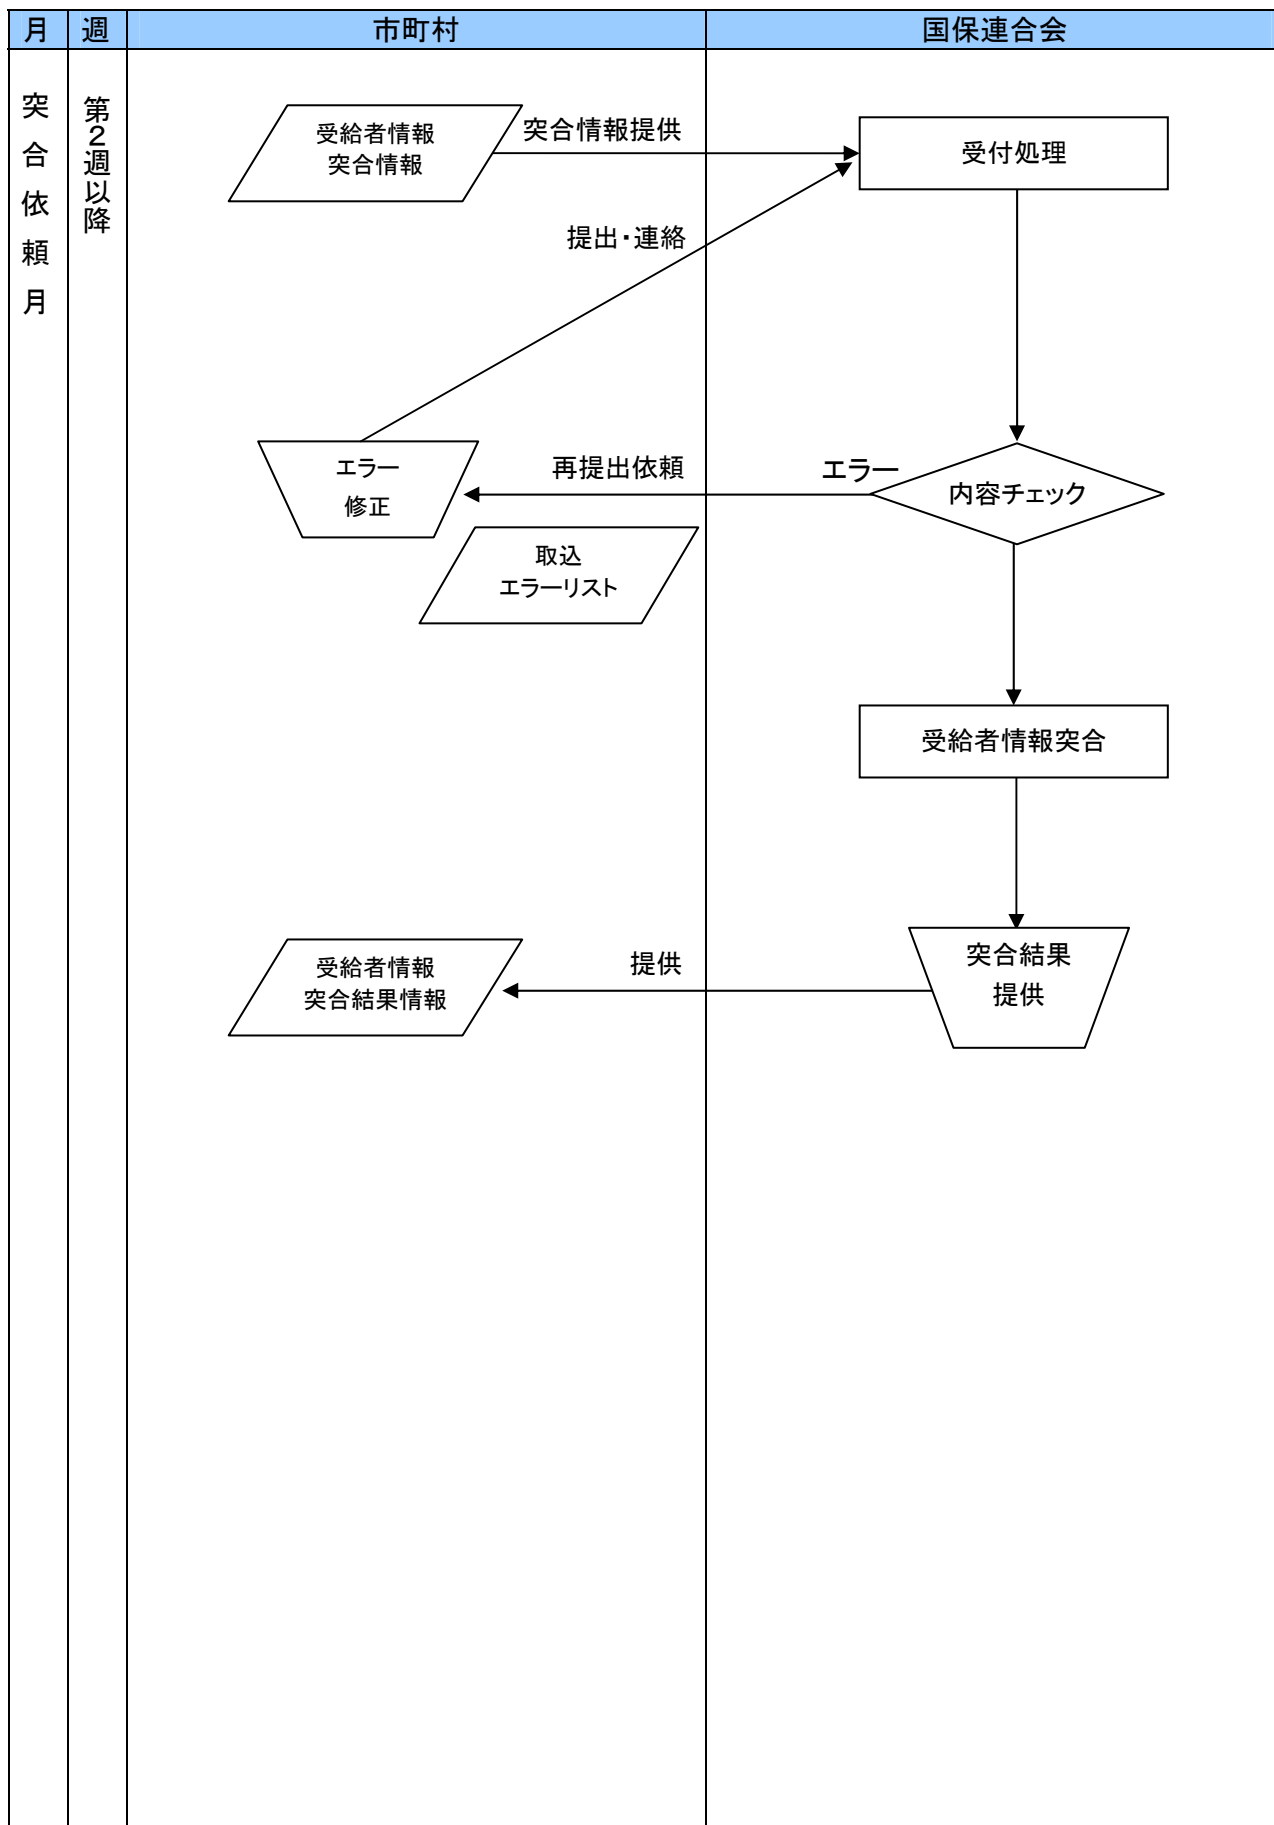 月
週
市町村
国保連合会
突合依頼月
第2週以降
受給者情報
突合情報
突合情報提供
受付処理
提出・連絡
エラー
修正
再提出依頼
エラー
内容チェック
取込
エラーリスト
受給者情報突合
受給者情報
突合結果情報
提供
突合結果
提供